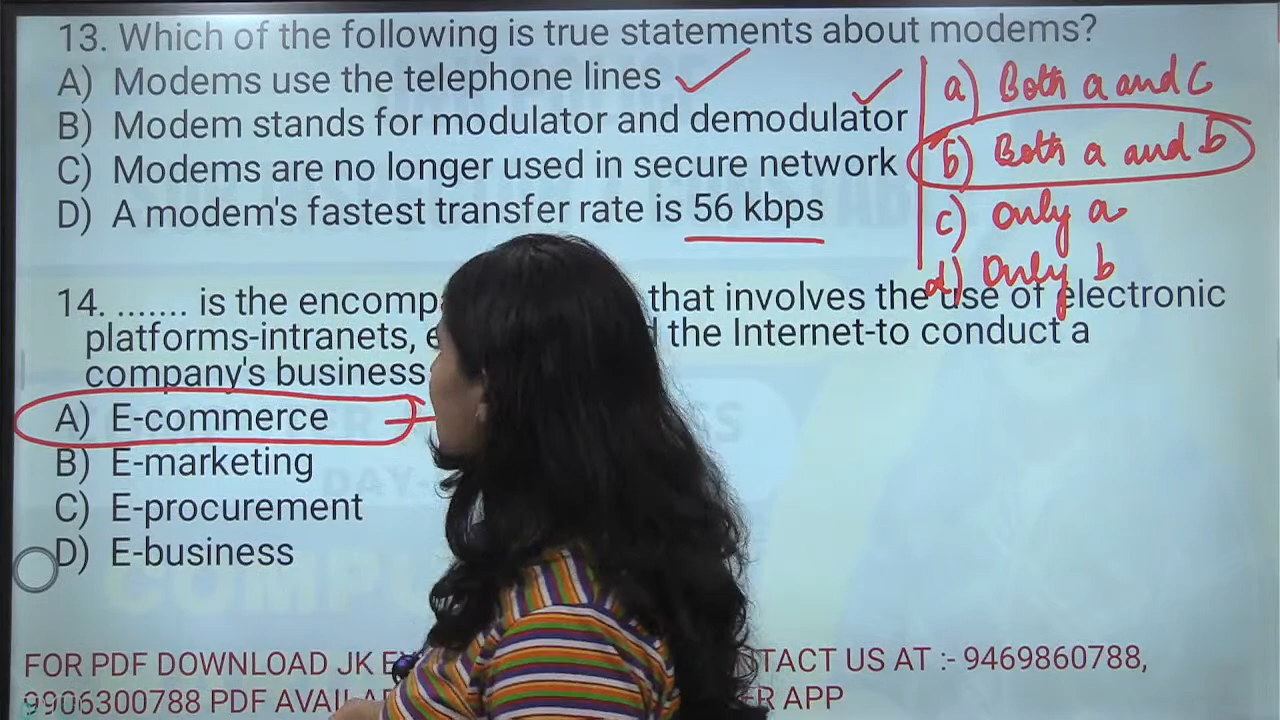 13. Which of the following is true statements about modems?
A) Modems use the telephone lines
B) Modem stands for modulator and demodulator
C) Modems are no longer used in secure network
D) A modem's fastest transfer rate is 56 kbps
a) Both a and c
b) Both a and b
c) Only a
d) Only b
14. ....... is the that involves the use of electronic
platforms-intranets, the Internet-to conduct a
company's business
A) E-commerce
B) E-marketing
C) E-procurement
D) E-business
FOR PDF DOWNLOAD JK US AT :- 9469860788,
9906300788 PDF APP